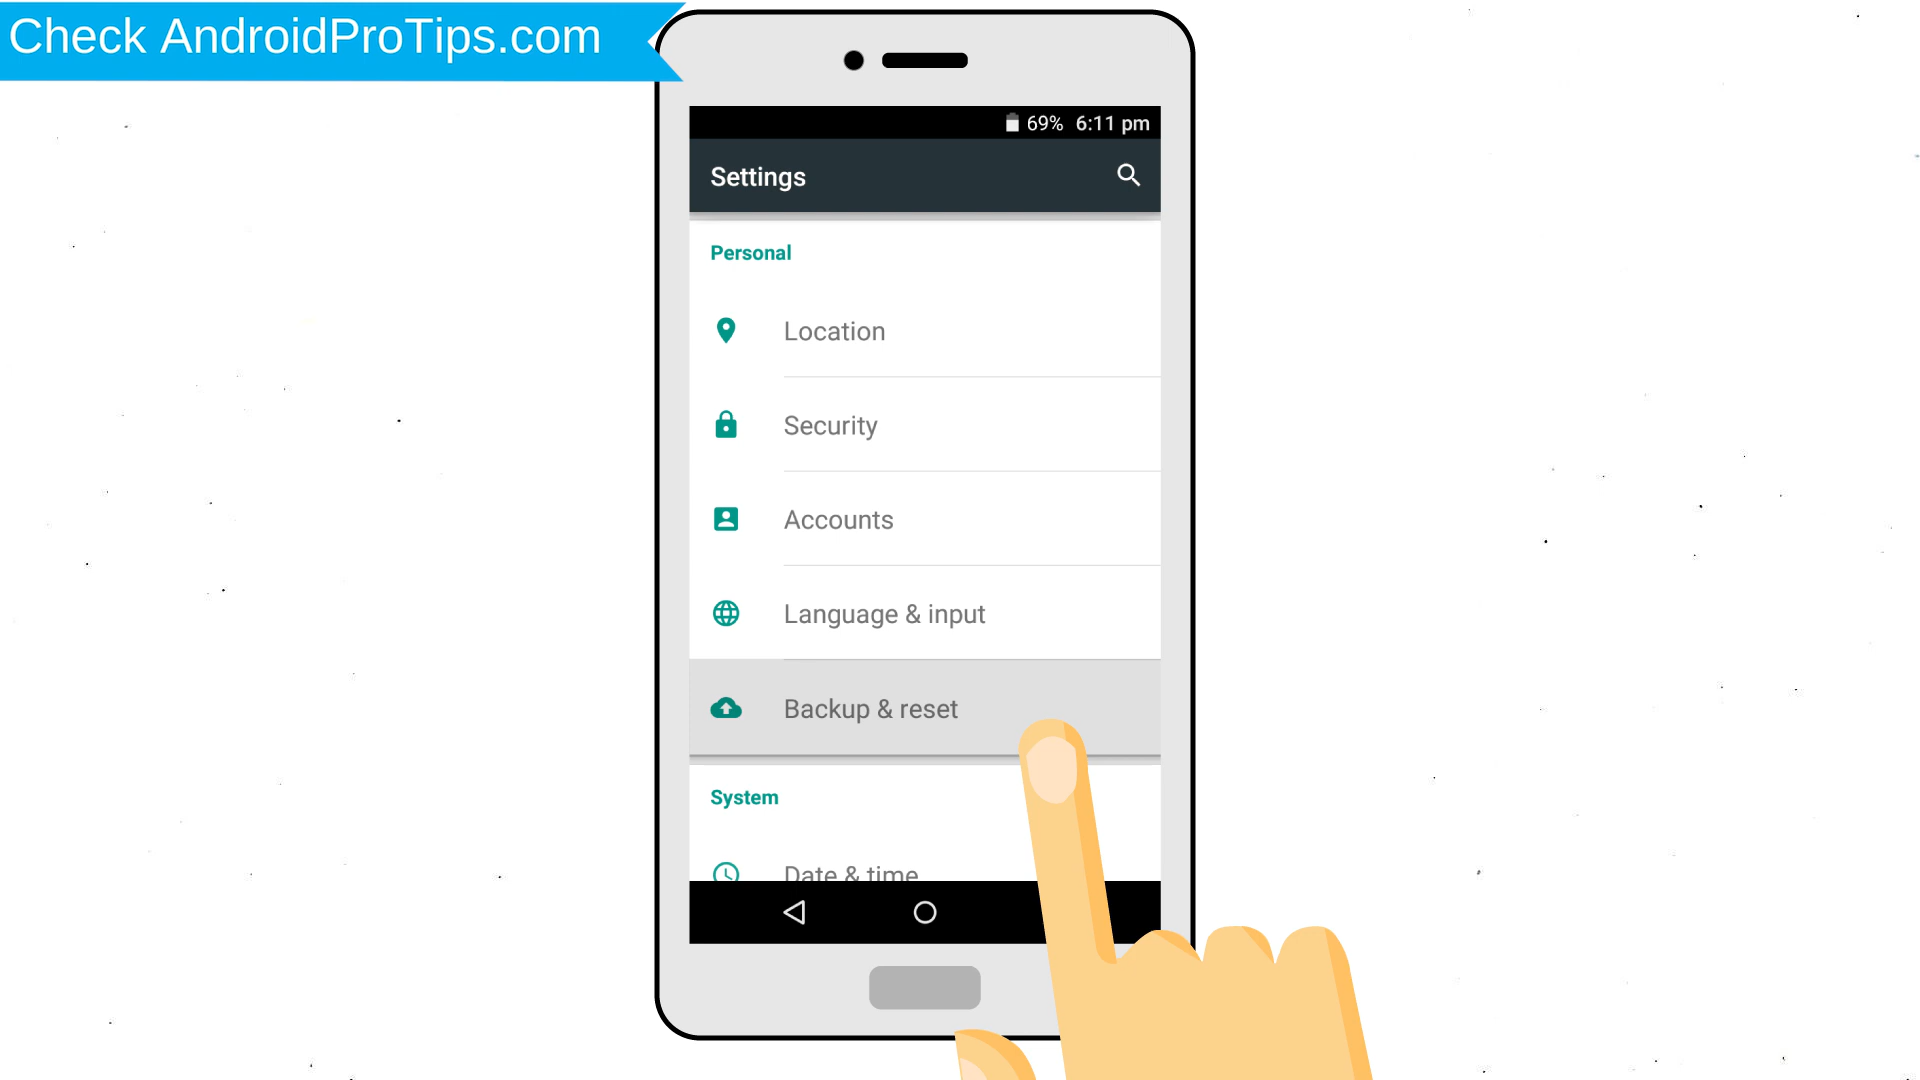 Check AndroidProTips.com
69% 6:11 pm
Settings
Personal
Location
Security
Accounts
Language & input
Backup & reset
System
Date & time